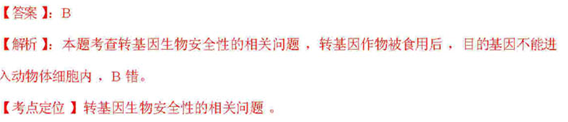 【答案】：B
【解析】：本题考查转基因生物安全性的相关问题，转基因作物被食用后，目的基因不能进
入动物体细胞内，B 错。
【考点定位】转基因生物安全性的相关问题。